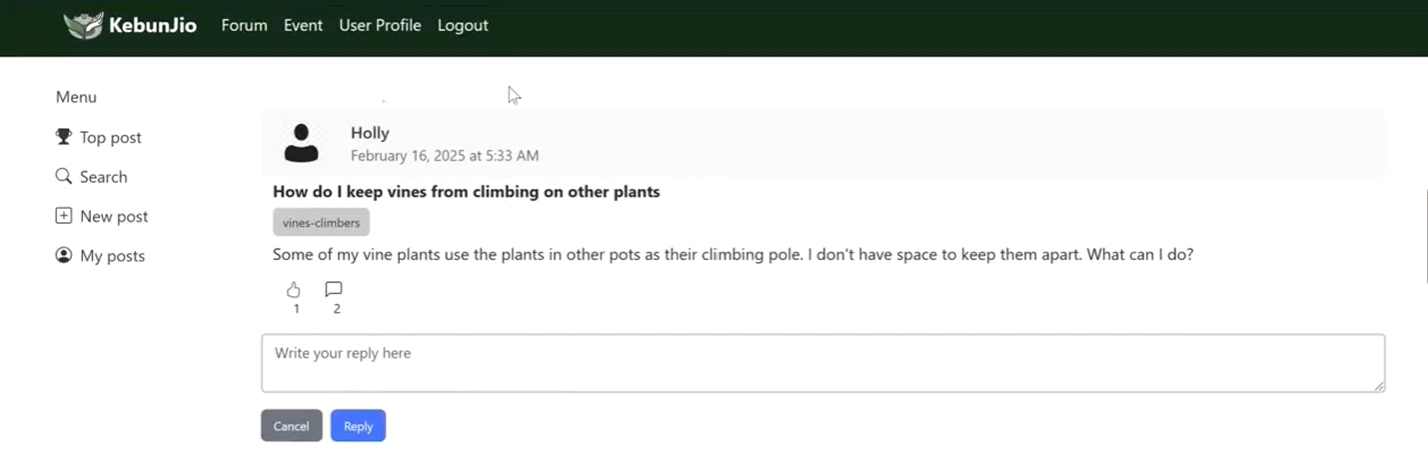 KebunJio Forum Event User Profile Logout
Menu
Top post
Search
New post
My posts
Holly
February 16, 2025 at 5:33 AM
How do I keep vines from climbing on other plants
vines-climbers
Some of my vine plants use the plants in other pots as their climbing pole. I don't have space to keep them apart. What can I do?
1 2
Write your reply here
Cancel Reply